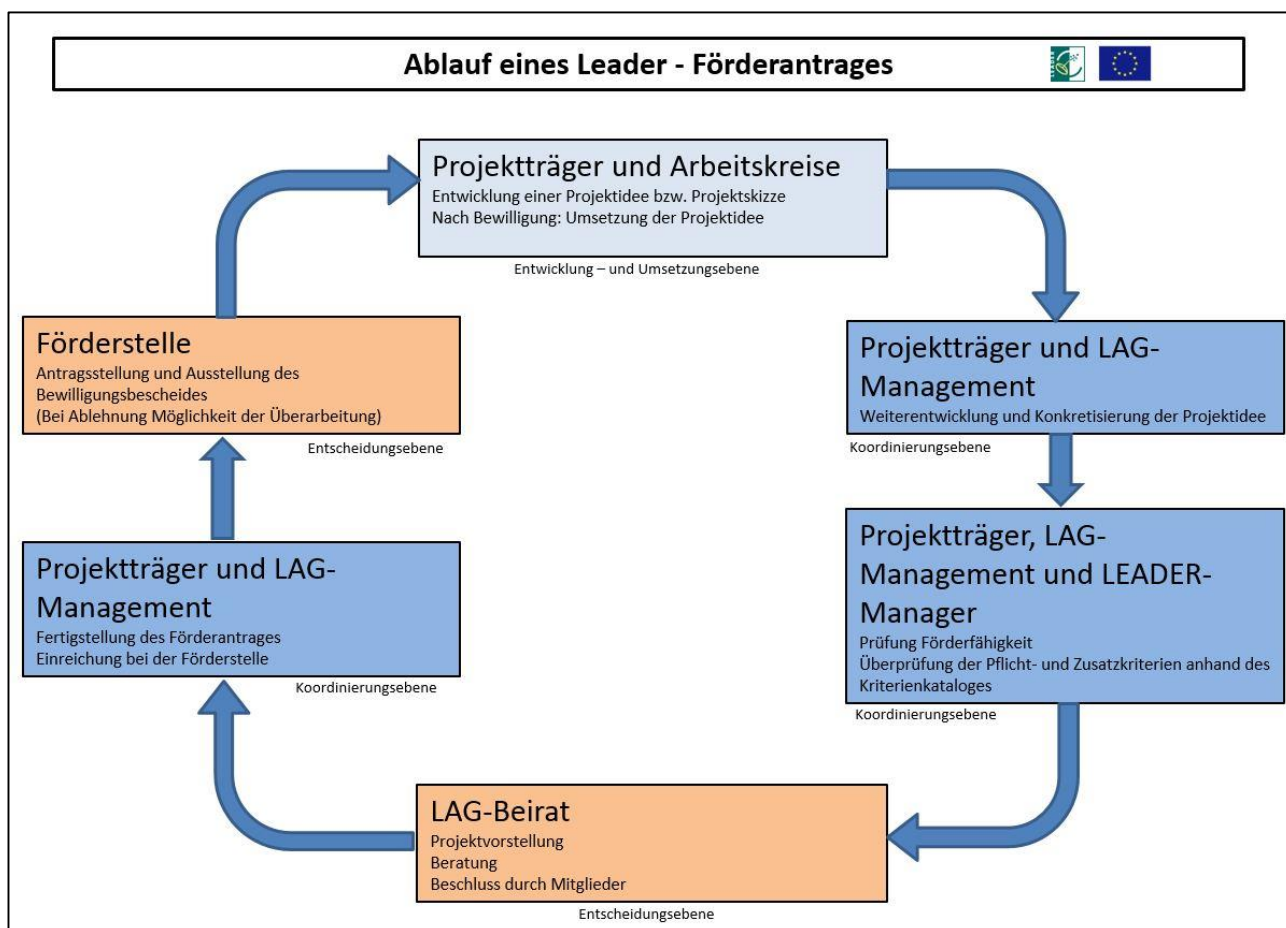 Ablauf eines Leader - Förderantrages
Projektträger und Arbeitskreise
Entwicklung einer Projektidee bzw. Projektskizze
Nach Bewilligung: Umsetzung der Projektidee
Entwicklung – und Umsetzungsebene
Projektträger und LAG-
Management
Weiterentwicklung und Konkretisierung der Projektidee
Koordinierungsebene
Projektträger, LAG-
Management und LEADER-
Manager
Prüfung Förderfähigkeit
Überprüfung der Pflicht- und Zusatzkriterien anhand des
Kriterienkataloges
Koordinierungsebene
LAG-Beirat
Projektvorstellung
Beratung
Beschluss durch Mitglieder
Entscheidungsebene
Projektträger und LAG-
Management
Fertigstellung des Förderantrages
Einreichung bei der Förderstelle
Koordinierungsebene
Förderstelle
Antragsstellung und Ausstellung des
Bewilligungsbescheides
(Bei Ablehnung Möglichkeit der Überarbeitung)
Entscheidungsebene